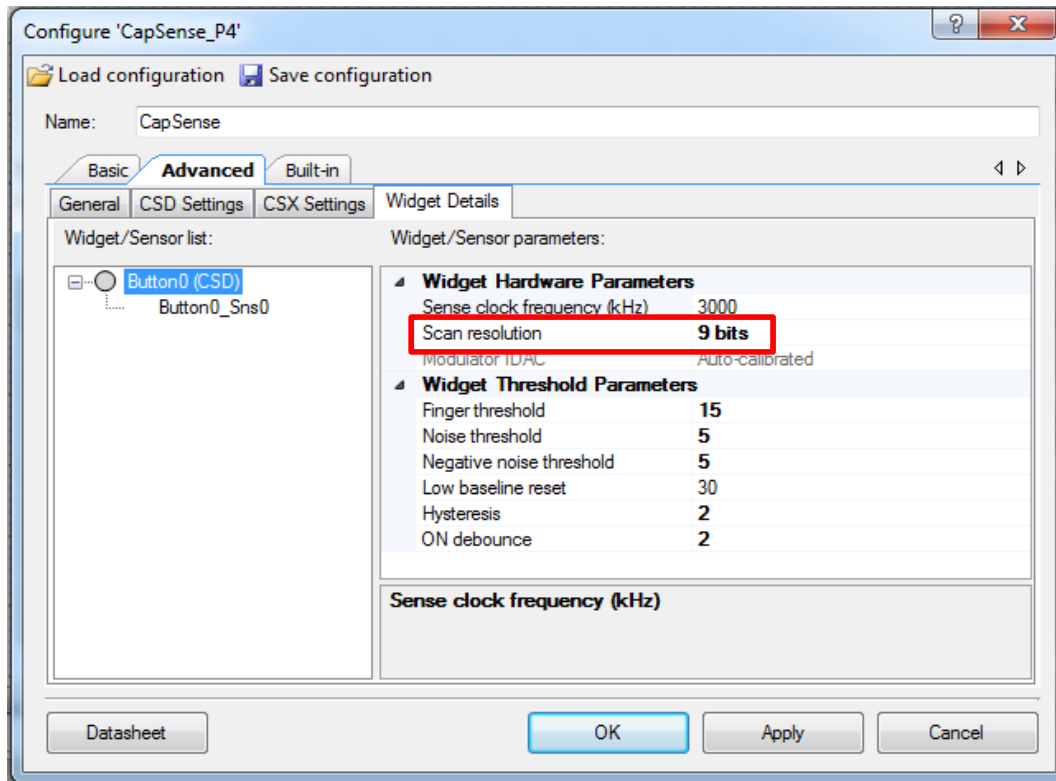 Configure 'CapSense_P4'
Load configuration Save configuration
Name: CapSense
Basic Advanced Built-in
General CSD Settings CSX Settings Widget Details
Widget/Sensor list: Widget/Sensor parameters:
Button0 (CSD)
Button0_Sns0
Widget Hardware Parameters
Sense clock frequency (kHz) 3000
Scan resolution 9 bits
Modulator IDAC Auto-calibrated
Widget Threshold Parameters
Finger threshold 15
Noise threshold 5
Negative noise threshold 5
Low baseline reset 30
Hysteresis 2
ON debounce 2
Sense clock frequency (kHz)
Datasheet OK Apply Cancel